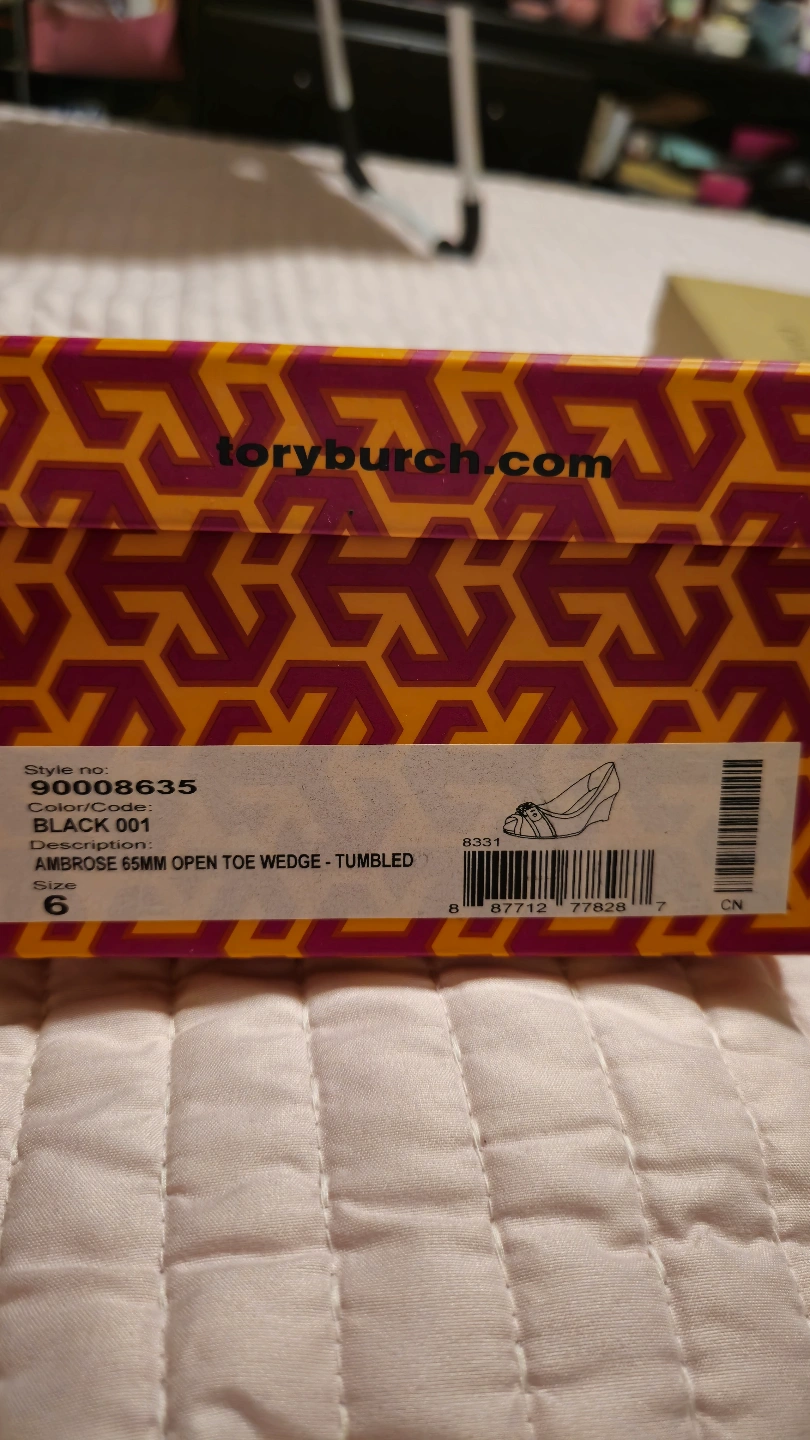 toryburch.com
Style no:
90008635
Color/Code:
BLACK 001
Description:
AMBROSE 65MM OPEN TOE WEDGE - TUMBLED
Size
6
8331
8 87712 77828 7
CN